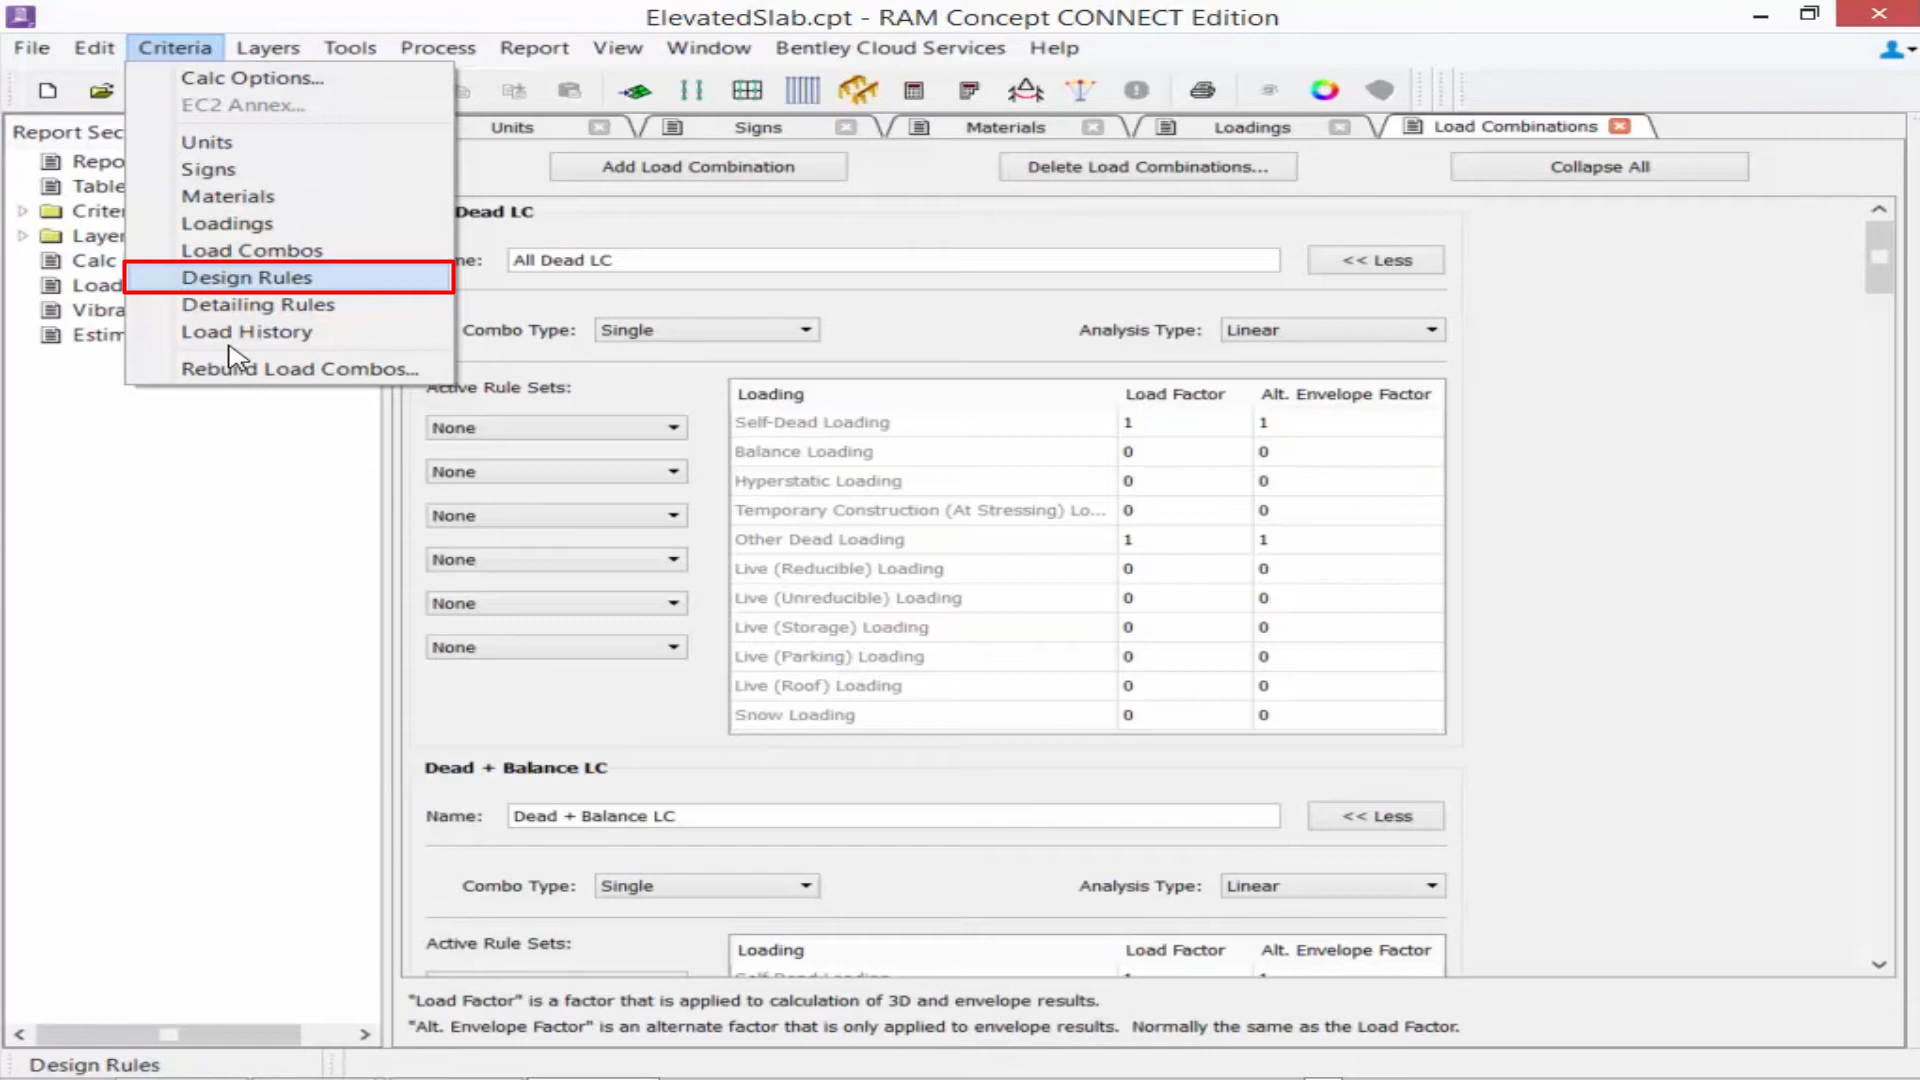 ElevatedSlab.cpt - RAM Concept CONNECT Edition
File Edit Criteria Layers Tools Process Report View Window Bentley Cloud Services Help
Calc Options...
EC2 Annex...
Units
Signs
Materials
Loadings
Load Combos
Design Rules
Detailing Rules
Load History
Rebuild Load Combos...
Report Sec
Repo
Table
Criter
Layer
Calc
Load
Vibra
Estim
Units Signs Materials Loadings Load Combinations
Add Load Combination Delete Load Combinations... Collapse All
Dead LC
me: All Dead LC << Less
Combo Type: Single Analysis Type: Linear
Active Rule Sets:
None
None
None
None
None
None
Loading Load Factor Alt. Envelope Factor
Self-Dead Loading 1 1
Balance Loading 0 0
Hyperstatic Loading 0 0
Temporary Construction (At Stressing) Lo... 0 0
Other Dead Loading 1 1
Live (Reducible) Loading 0 0
Live (Unreducible) Loading 0 0
Live (Storage) Loading 0 0
Live (Parking) Loading 0 0
Live (Roof) Loading 0 0
Snow Loading 0 0
Dead + Balance LC
Name: Dead + Balance LC << Less
Combo Type: Single Analysis Type: Linear
Active Rule Sets:
Loading Load Factor Alt. Envelope Factor
"Load Factor" is a factor that is applied to calculation of 3D and envelope results.
"Alt. Envelope Factor" is an alternate factor that is only applied to envelope results. Normally the same as the Load Factor.
Design Rules